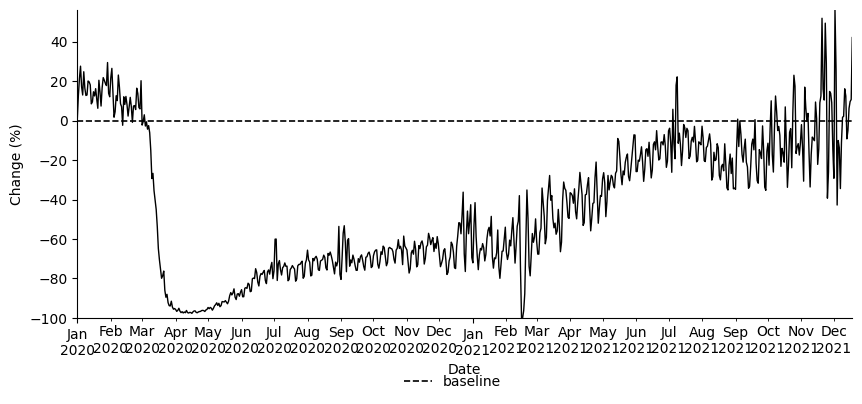 40
20
0
−20
−40
−60
−80
−100
Change (%)
Jan Feb Mar Apr May Jun Jul Aug Sep Oct Nov Dec Jan Feb Mar Apr May Jun Jul Aug Sep Oct Nov Dec
2020 2020 2020 2020 2020 2020 2020 2020 2020 2020 2020 2020 2021 2021 2021 2021 2021 2021 2021 2021 2021 2021 2021 2021
Date
baseline